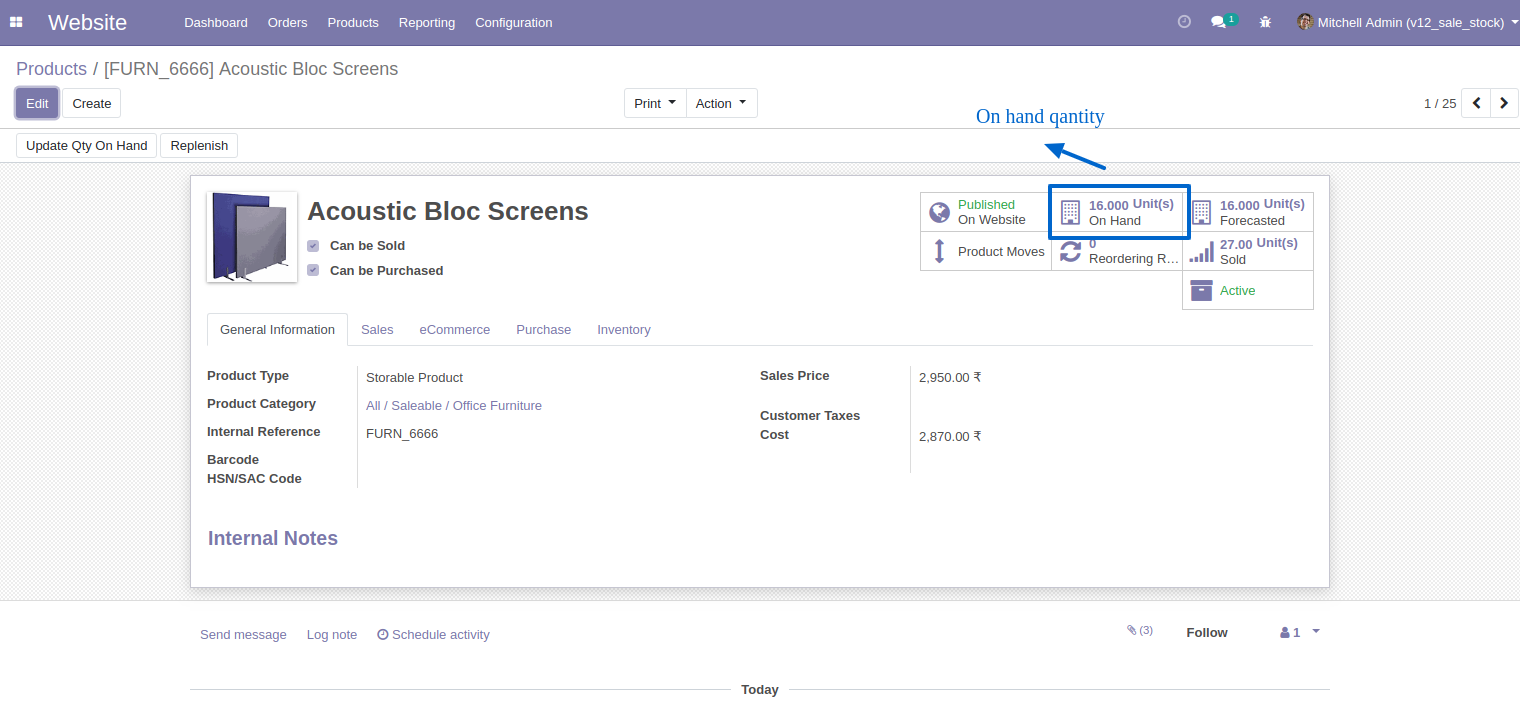 Website Dashboard Orders Products Reporting Configuration 1 Mitchell Admin (v12_sale_stock)
Products / [FURN_6666] Acoustic Bloc Screens
Edit Create Print Action 1 / 25
On hand qantity
Update Qty On Hand Replenish
Acoustic Bloc Screens
Can be Sold
Can be Purchased
Published
On Website
16.000 Unit(s)
On Hand
16.000 Unit(s)
Forecasted
Product Moves
0
Reordering R...
27.00 Unit(s)
Sold
Active
General Information Sales eCommerce Purchase Inventory
Product Type Storable Product
Product Category All / Saleable / Office Furniture
Internal Reference FURN_6666
Barcode
HSN/SAC Code
Sales Price 2,950.00 ₹
Customer Taxes
Cost 2,870.00 ₹
Internal Notes
Send message Log note Schedule activity (3) Follow 1
Today